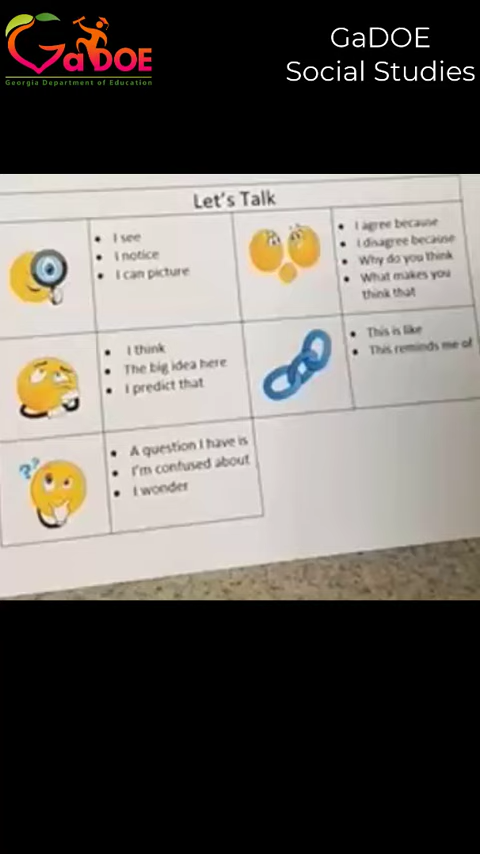 GaDOE
Georgia Department of Education
GaDOE
Social Studies
Let's Talk
• I see
• I notice
• I can picture
• I agree because
• I disagree because
• Why do you think
• What makes you
think that
• I think
• The big idea here
• I predict that
• This is like
• This reminds me of
??
• A question I have is
• I'm confused about
• I wonder